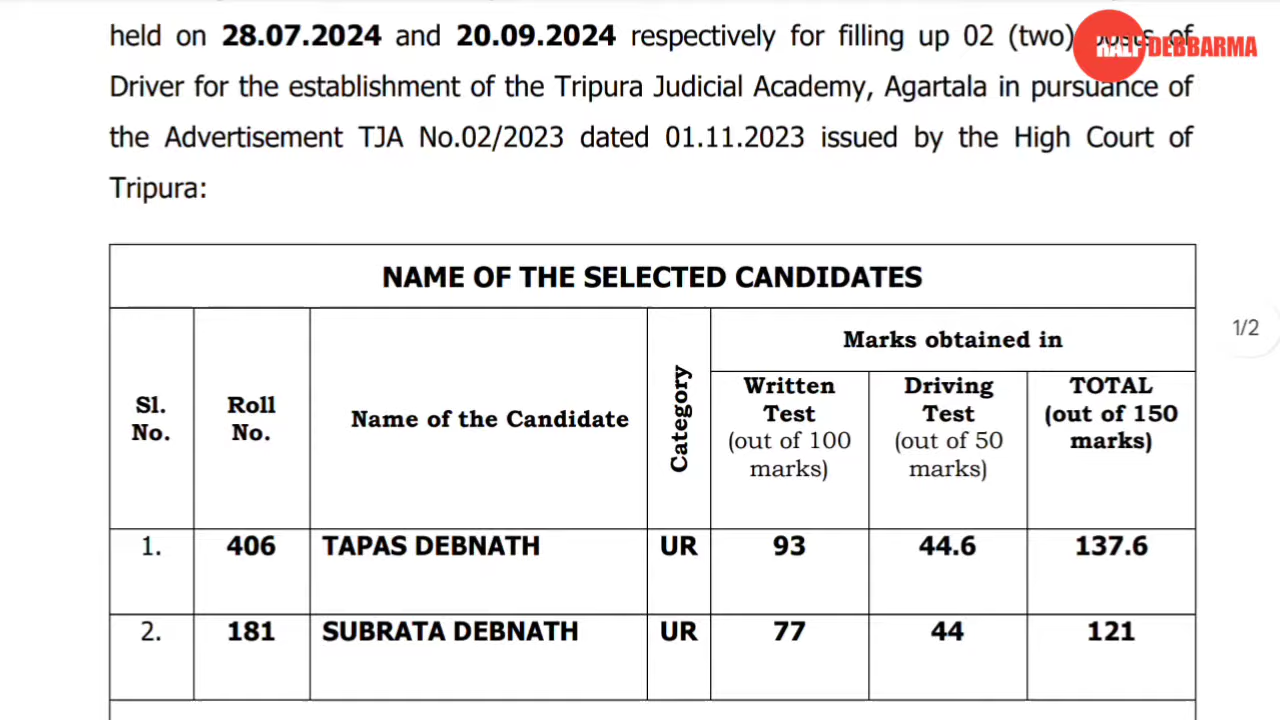 held on 28.07.2024 and 20.09.2024 respectively for filling up 02 (two) posts of
HALF DEBBARMA
Driver for the establishment of the Tripura Judicial Academy, Agartala in pursuance of
the Advertisement TJA No.02/2023 dated 01.11.2023 issued by the High Court of
Tripura:
NAME OF THE SELECTED CANDIDATES
1/2
Sl. No.
Roll No.
Name of the Candidate
Category
Marks obtained in
Written Test (out of 100 marks)
Driving Test (out of 50 marks)
TOTAL (out of 150 marks)
1. 406 TAPAS DEBNATH UR 93 44.6 137.6
2. 181 SUBRATA DEBNATH UR 77 44 121